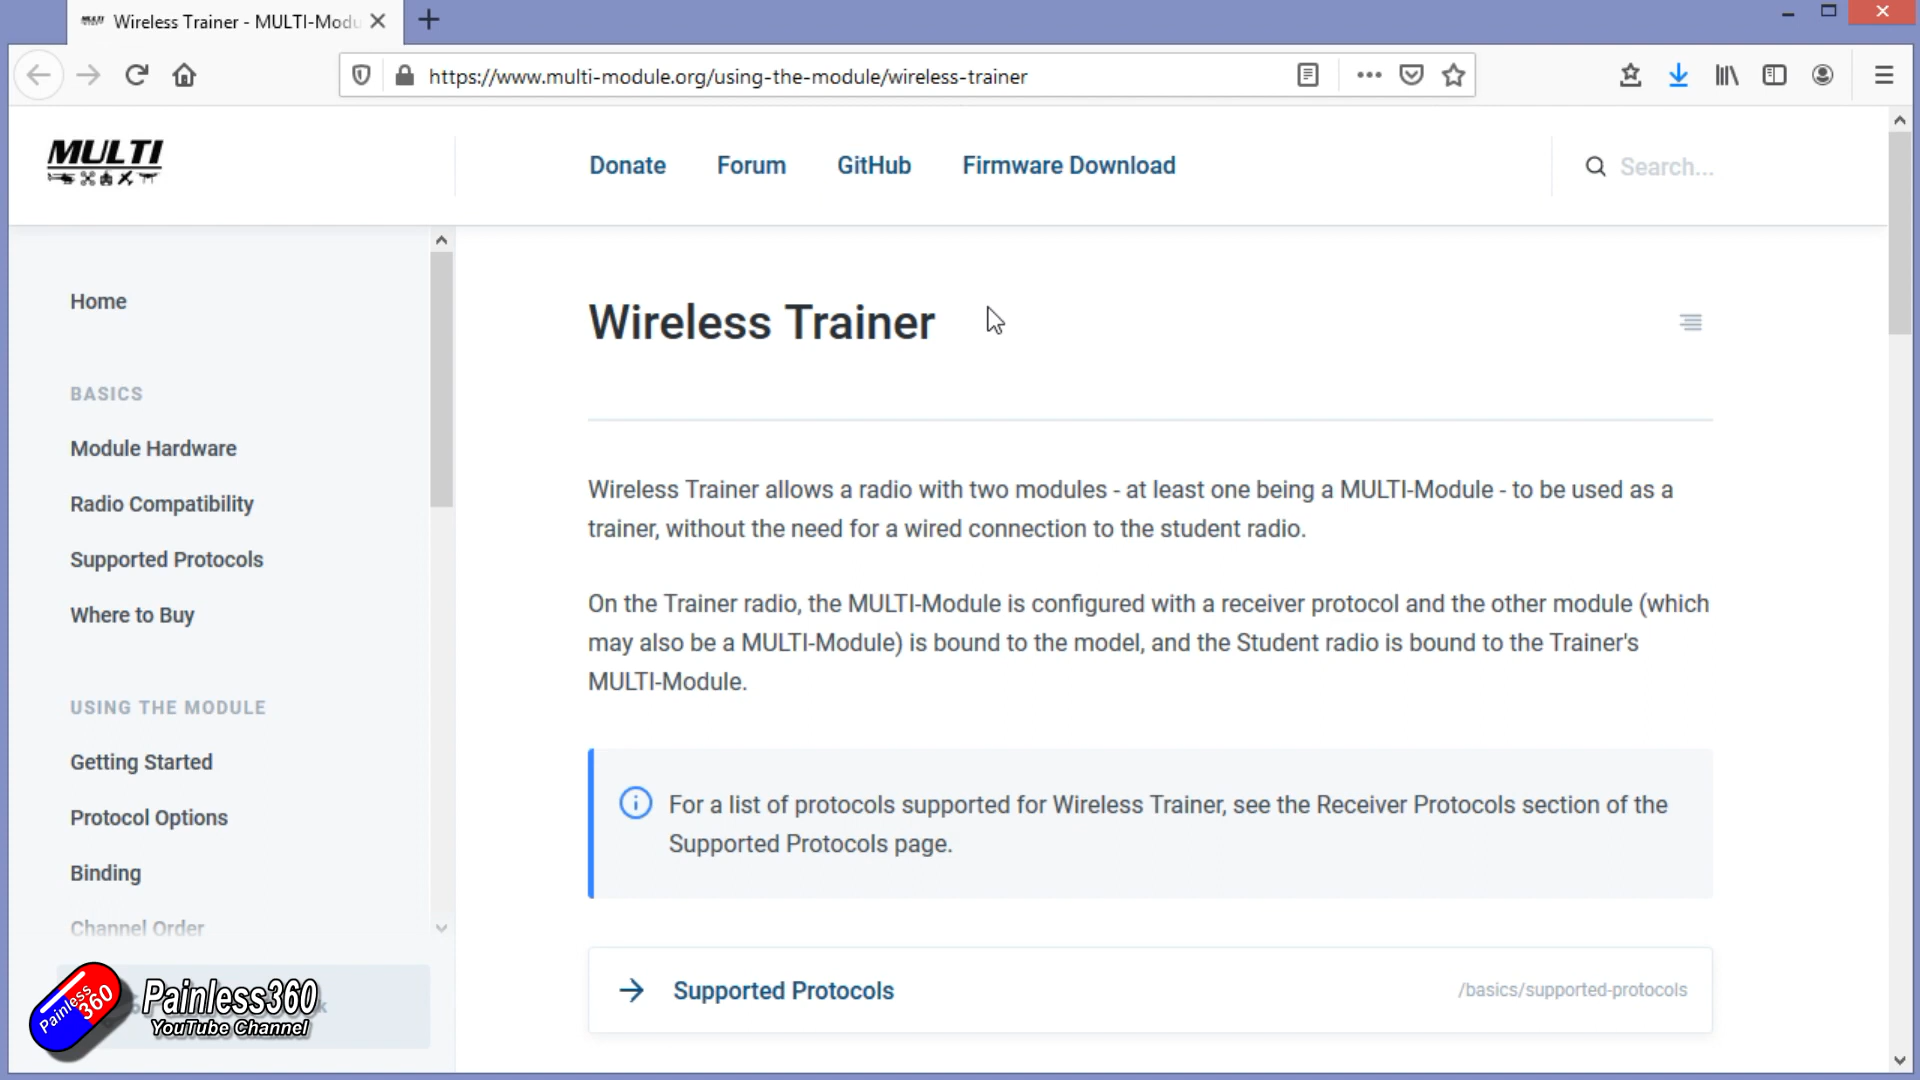 Wireless Trainer - MULTI-Modu
https://www.multi-module.org/using-the-module/wireless-trainer
MULTI
Donate
Forum
GitHub
Firmware Download
Search...
Home
BASICS
Module Hardware
Radio Compatibility
Supported Protocols
Where to Buy
USING THE MODULE
Getting Started
Protocol Options
Binding
Channel Order
Wireless Trainer
Wireless Trainer allows a radio with two modules - at least one being a MULTI-Module - to be used as a
trainer, without the need for a wired connection to the student radio.
On the Trainer radio, the MULTI-Module is configured with a receiver protocol and the other module (which
may also be a MULTI-Module) is bound to the model, and the Student radio is bound to the Trainer's
MULTI-Module.
For a list of protocols supported for Wireless Trainer, see the Receiver Protocols section of the
Supported Protocols page.
Supported Protocols
/basics/supported-protocols
Painless
360
Painless360
YouTube Channel